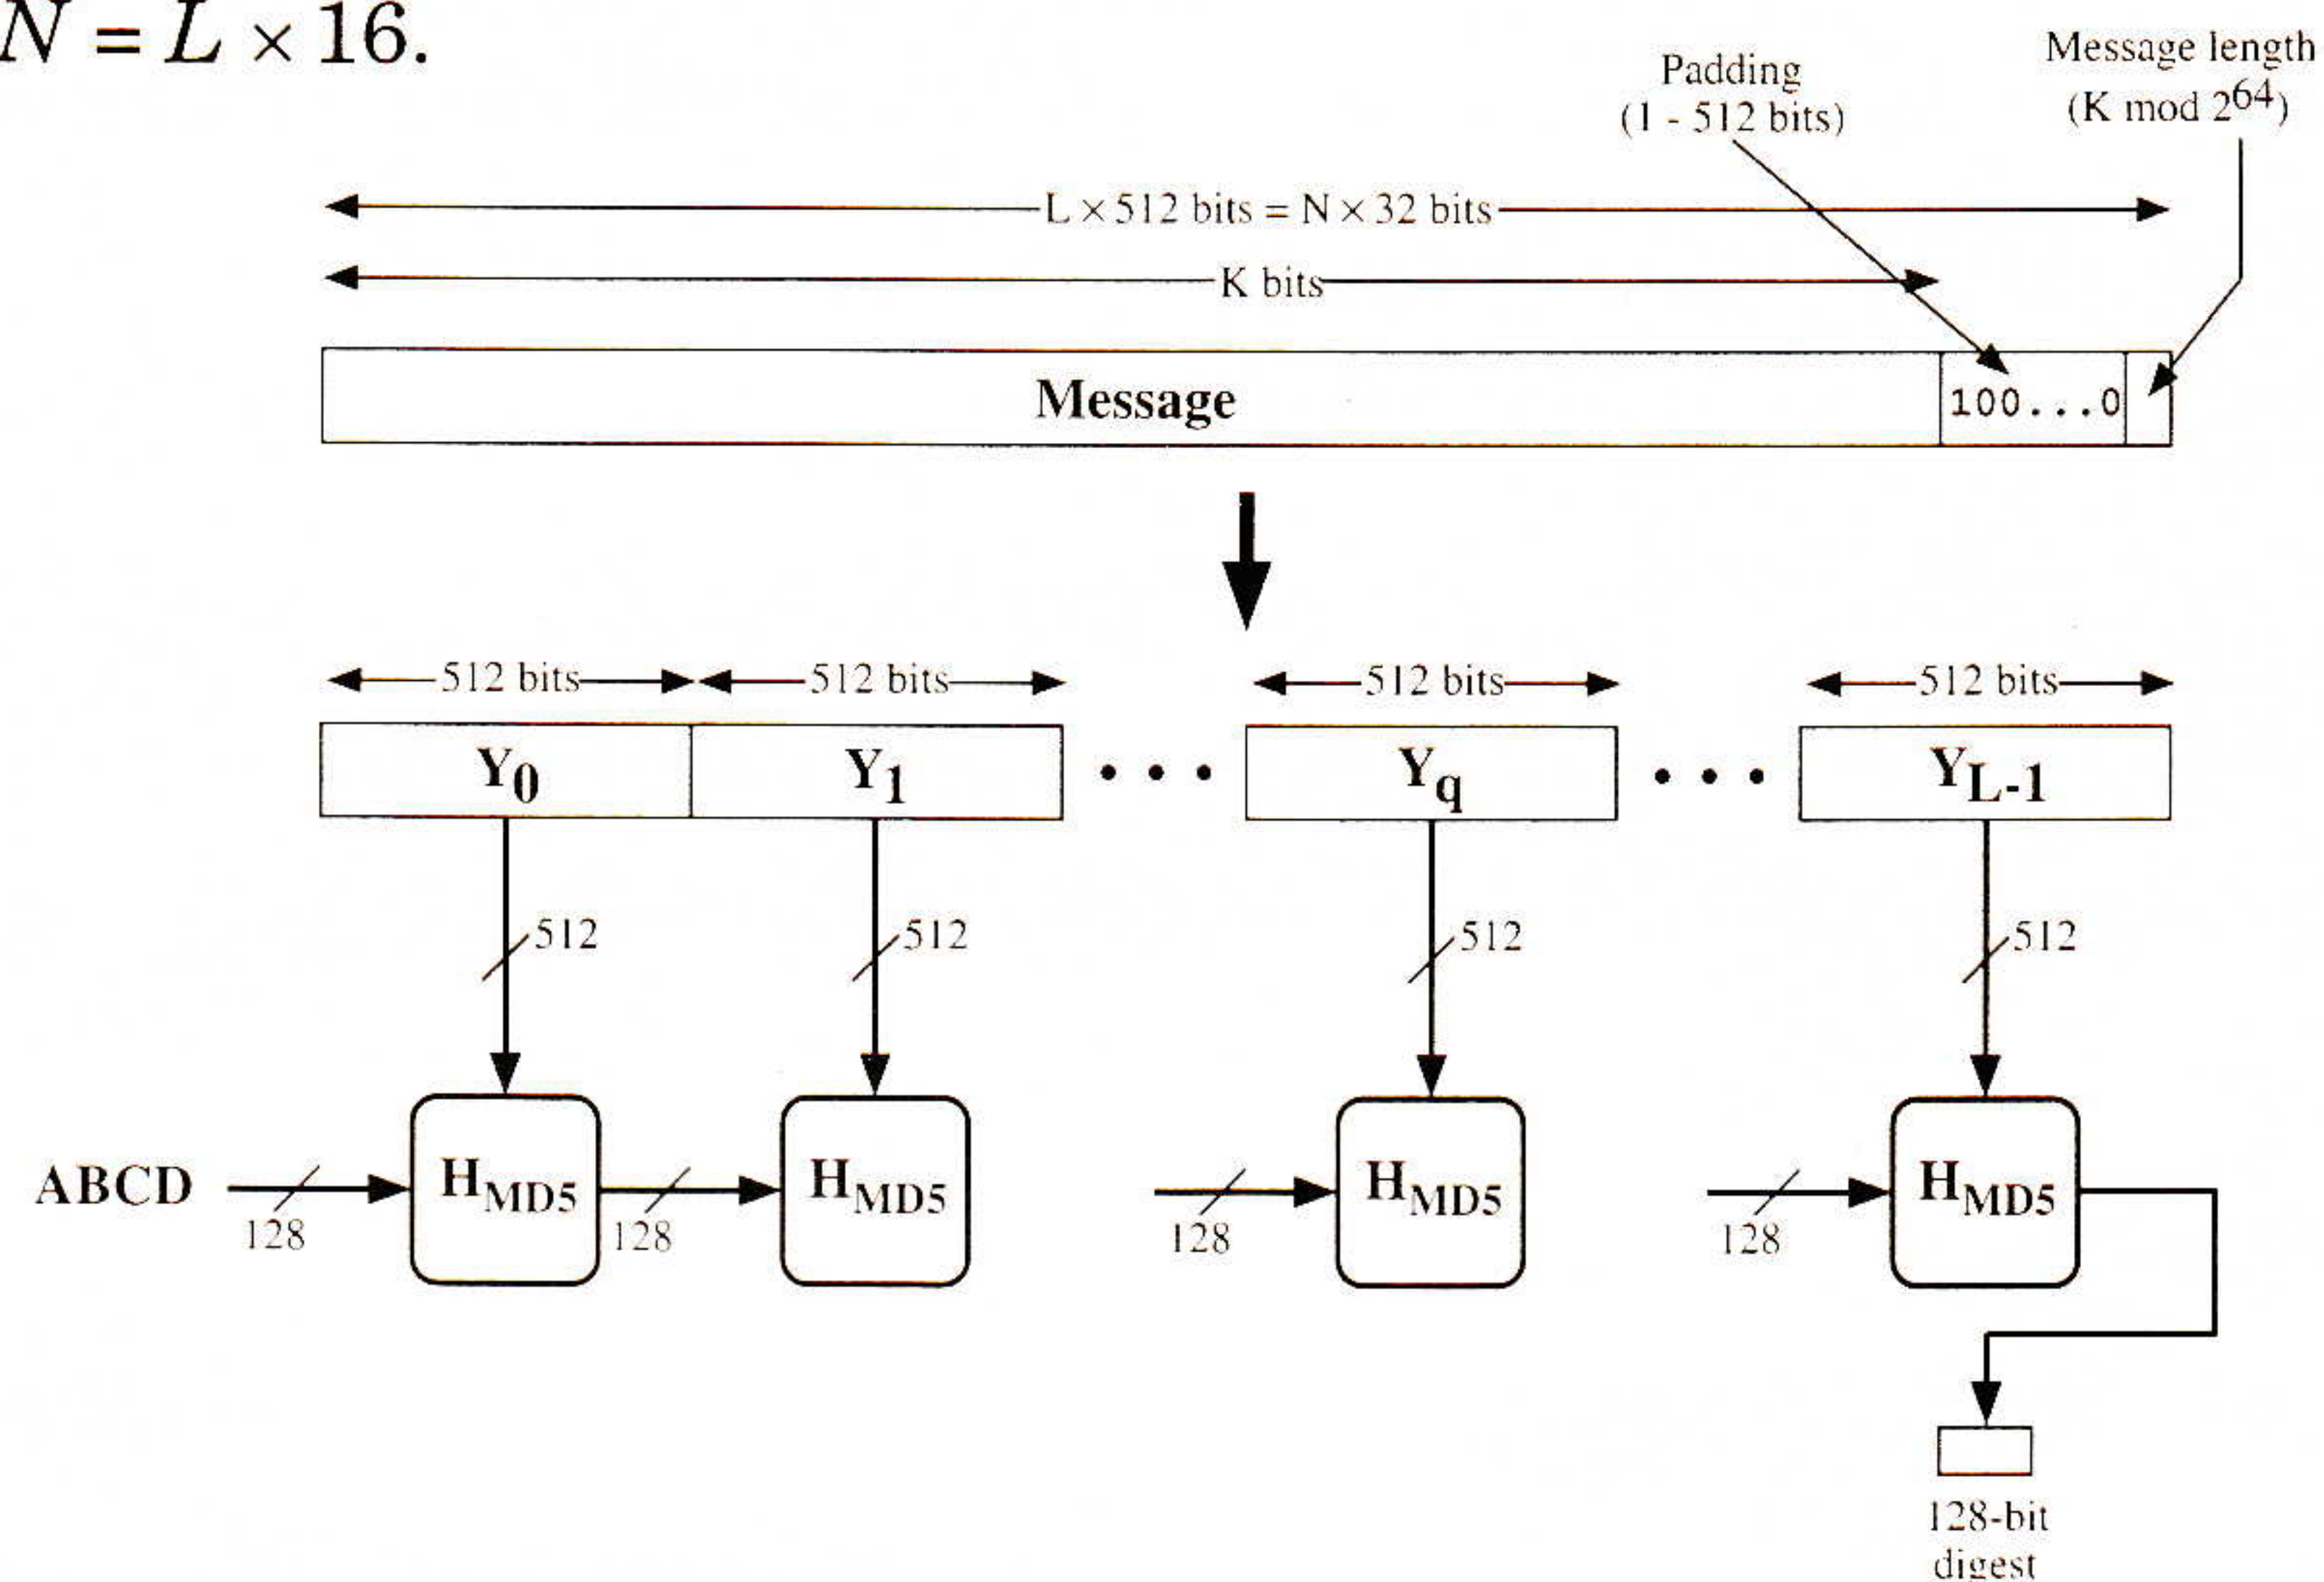 N = L × 16.
Padding
(1 - 512 bits)
Message length
(K mod 2^64)
L × 512 bits = N × 32 bits
K bits
Message
100...0
512 bits
512 bits
512 bits
512 bits
Y0
Y1
• • •
Yq
• • •
YL-1
512
512
512
512
ABCD
128
HMD5
128
HMD5
128
HMD5
128
HMD5
128-bit
digest